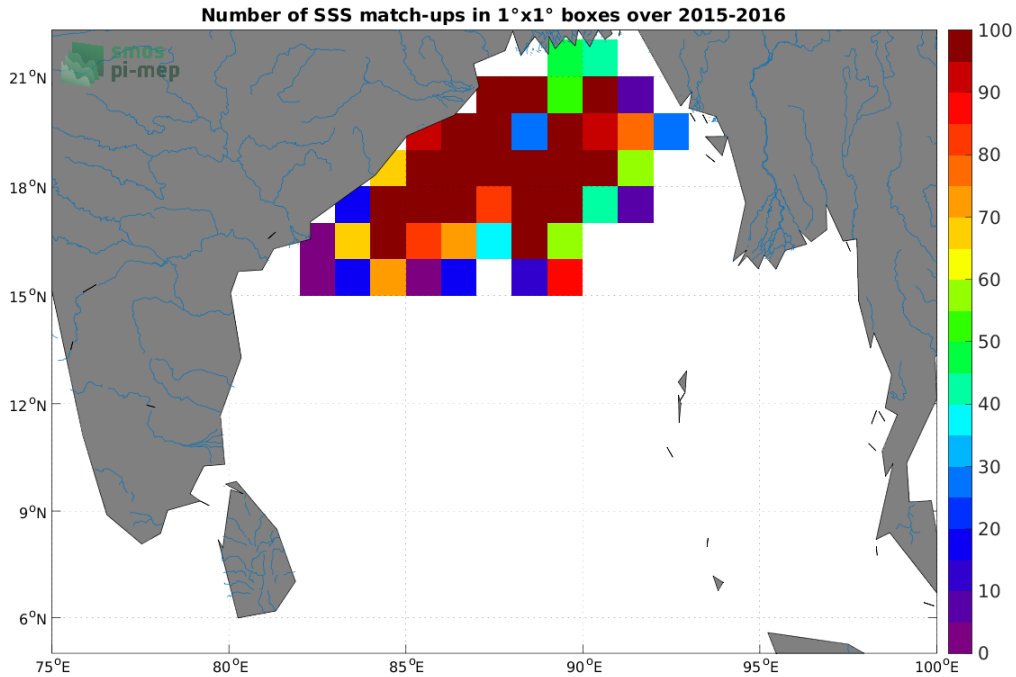 Number of SSS match-ups in 1°x1° boxes over 2015-2016
smos
pi-mep
21°N
18°N
15°N
12°N
9°N
6°N
75°E
80°E
85°E
90°E
95°E
100°E
100
90
80
70
60
50
40
30
20
10
0